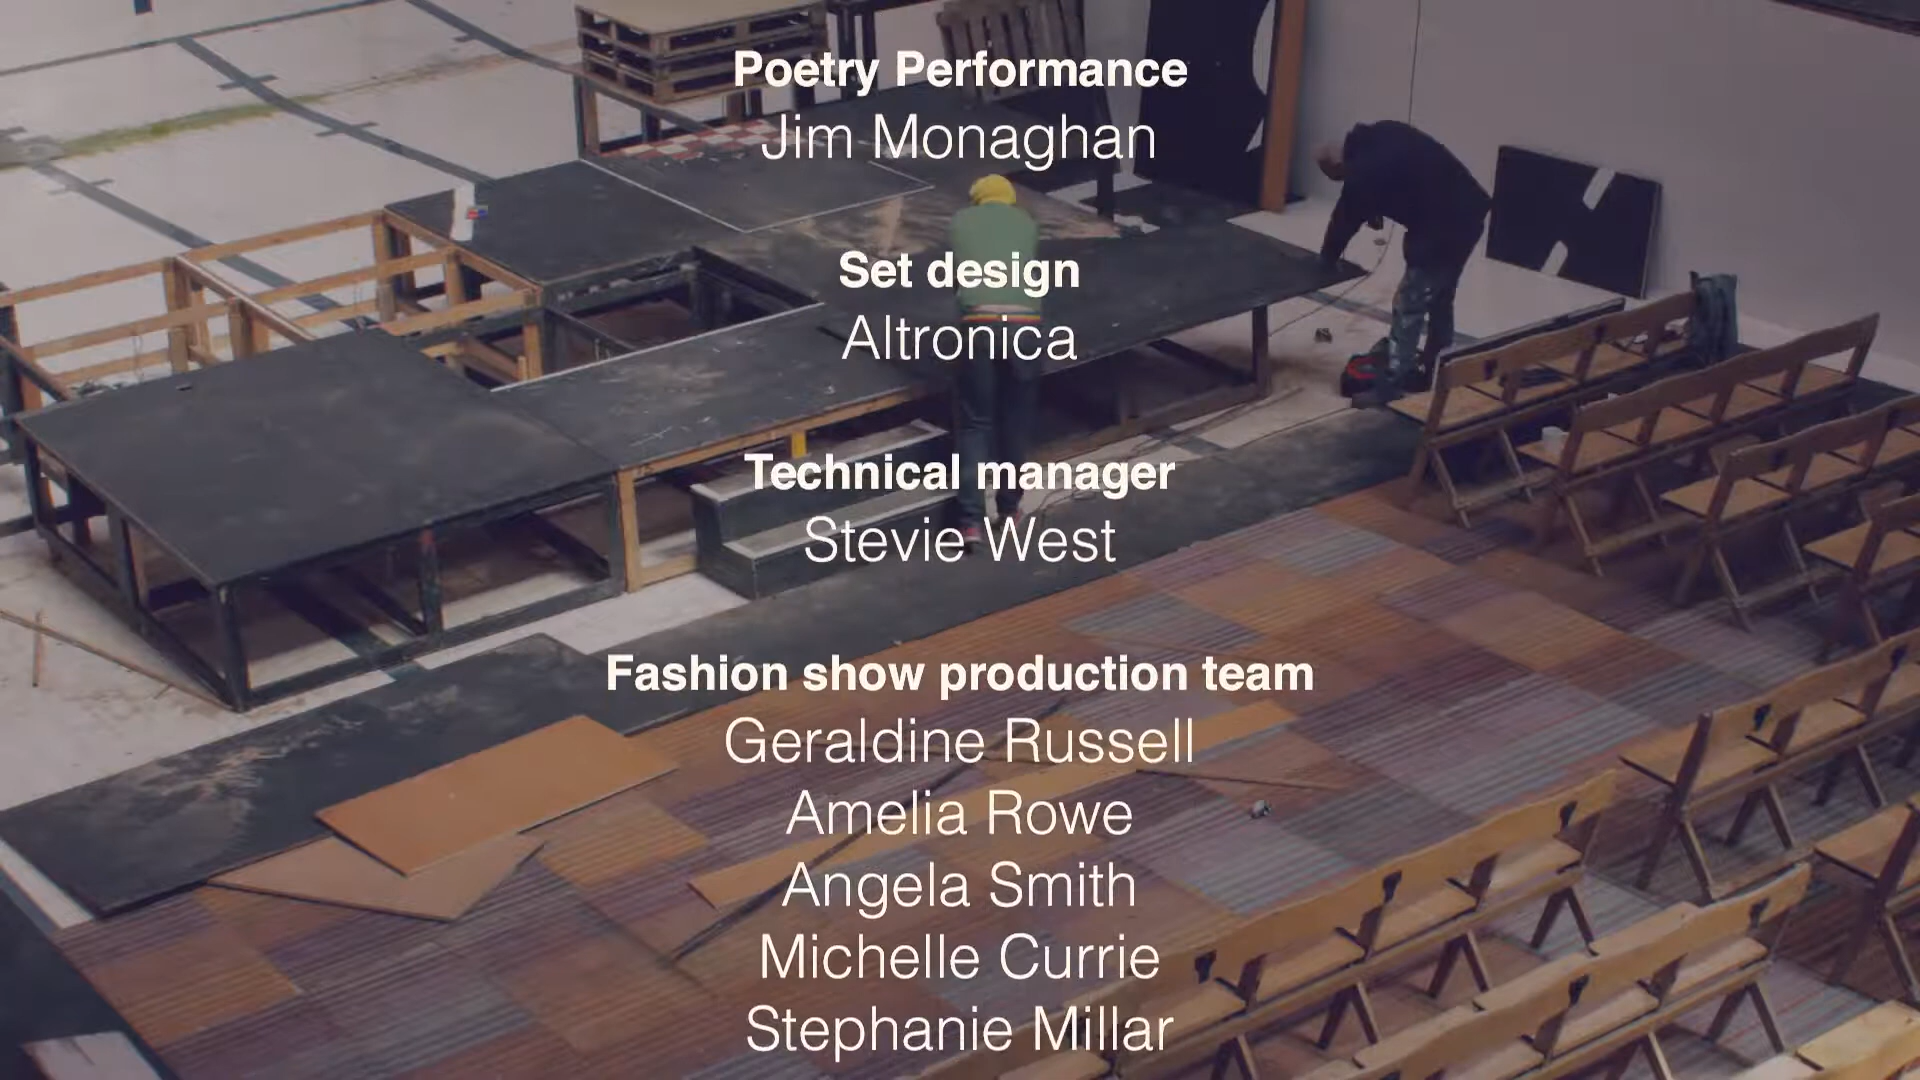 Poetry Performance
Jim Monaghan
Set design
Altronica
Technical manager
Stevie West
Fashion show production team
Geraldine Russell
Amelia Rowe
Angela Smith
Michelle Currie
Stephanie Millar